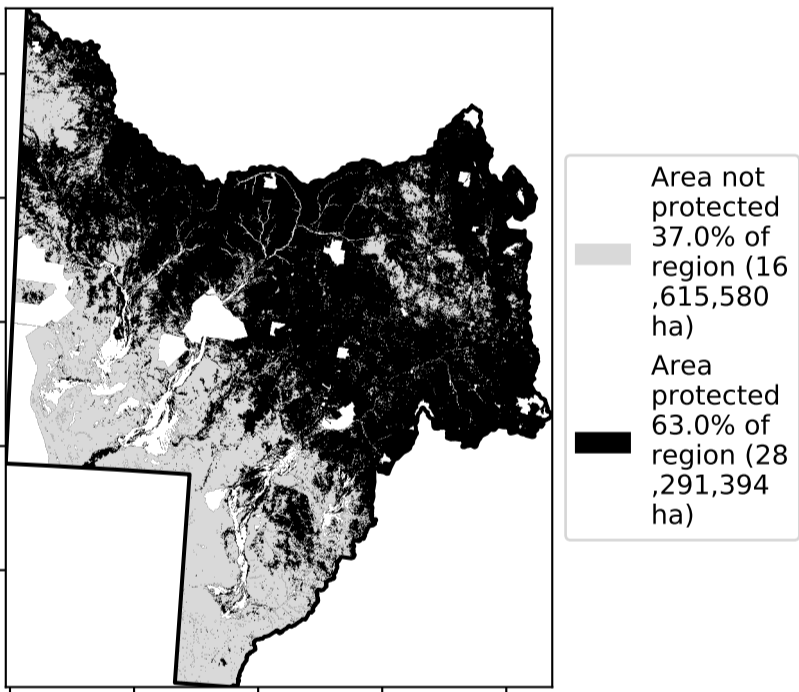 Area not
protected
37.0% of
region (16
,615,580
ha)
Area
protected
63.0% of
region (28
,291,394
ha)